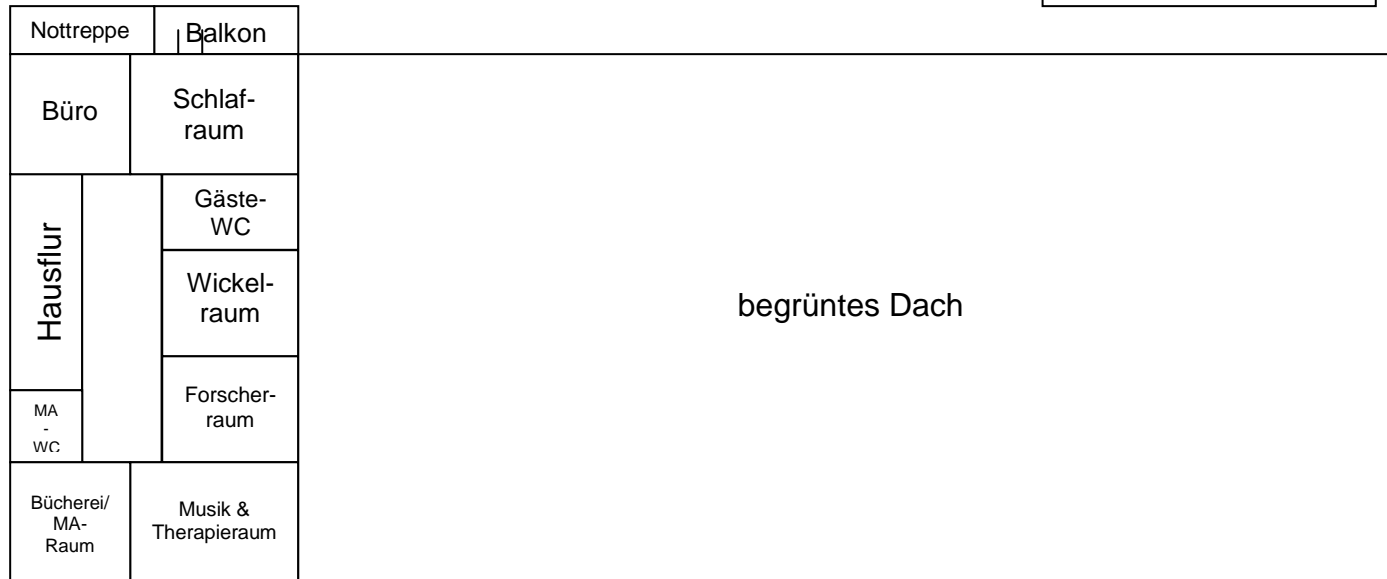 Nottreppe
Balkon
Büro
Schlaf-
raum
Gäste-
WC
Hausflur
Wickel-
raum
begrüntes Dach
Forscher-
raum
MA
-
WC
Bücherei/
MA-
Raum
Musik &
Therapieraum